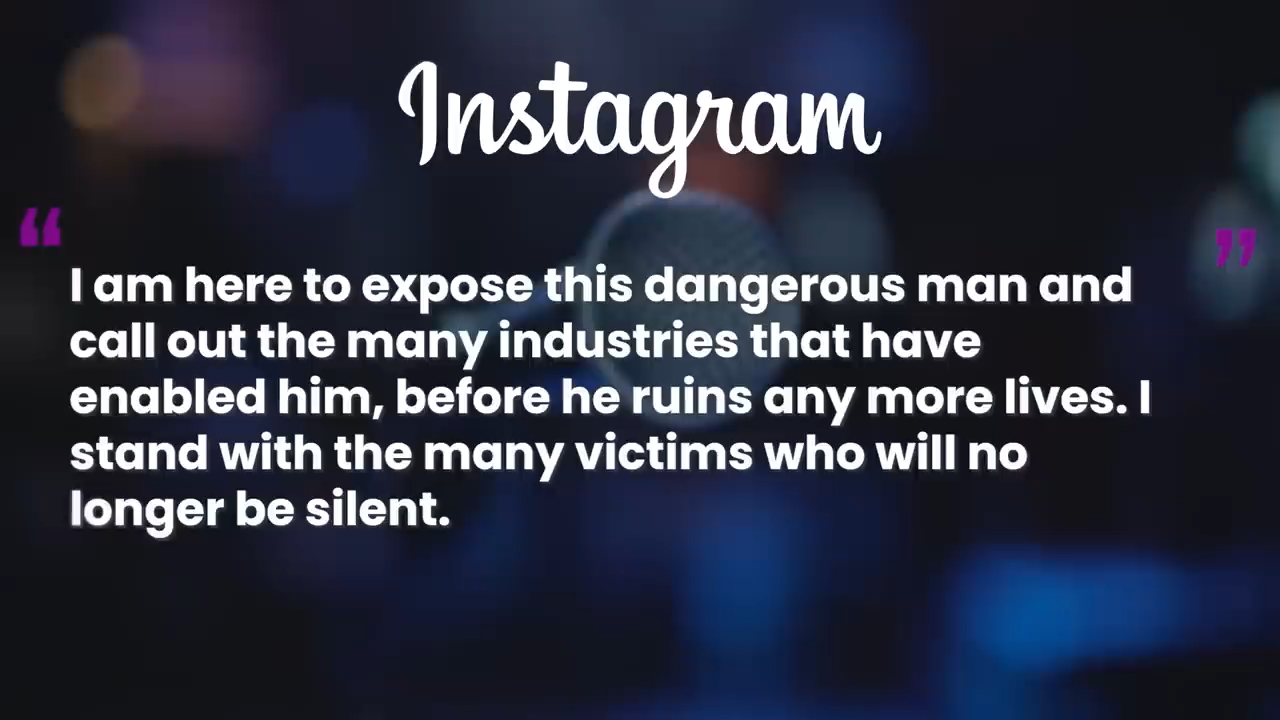 Instagram
“ ”
I am here to expose this dangerous man and
call out the many industries that have
enabled him, before he ruins any more lives. I
stand with the many victims who will no
longer be silent.